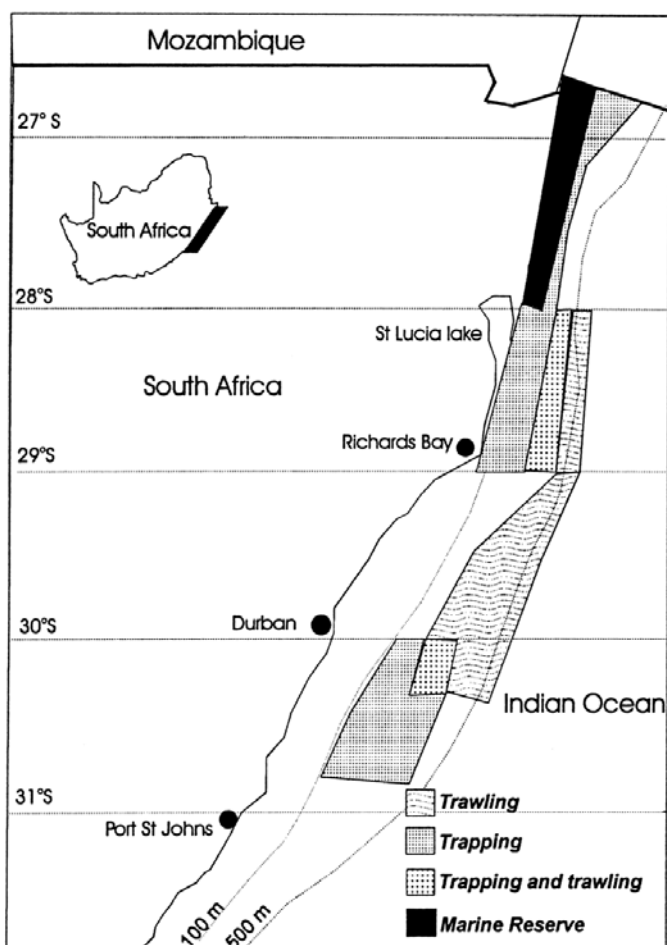 Mozambique
27° S
South Africa
28°S
St Lucia lake
South Africa
Richards Bay
29°S
Durban
30°S
Indian Ocean
Trawling
31°S
Port St Johns
Trapping
Trapping and trawling
100 m
500 m
Marine Reserve